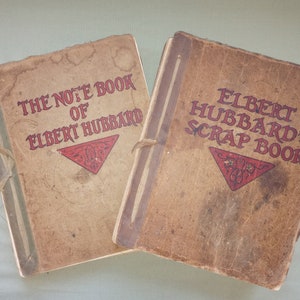 THE NOTE BOOK
OF
ELBERT HUBBARD
ELBERT
HUBBARD'S
SCRAP BOOK